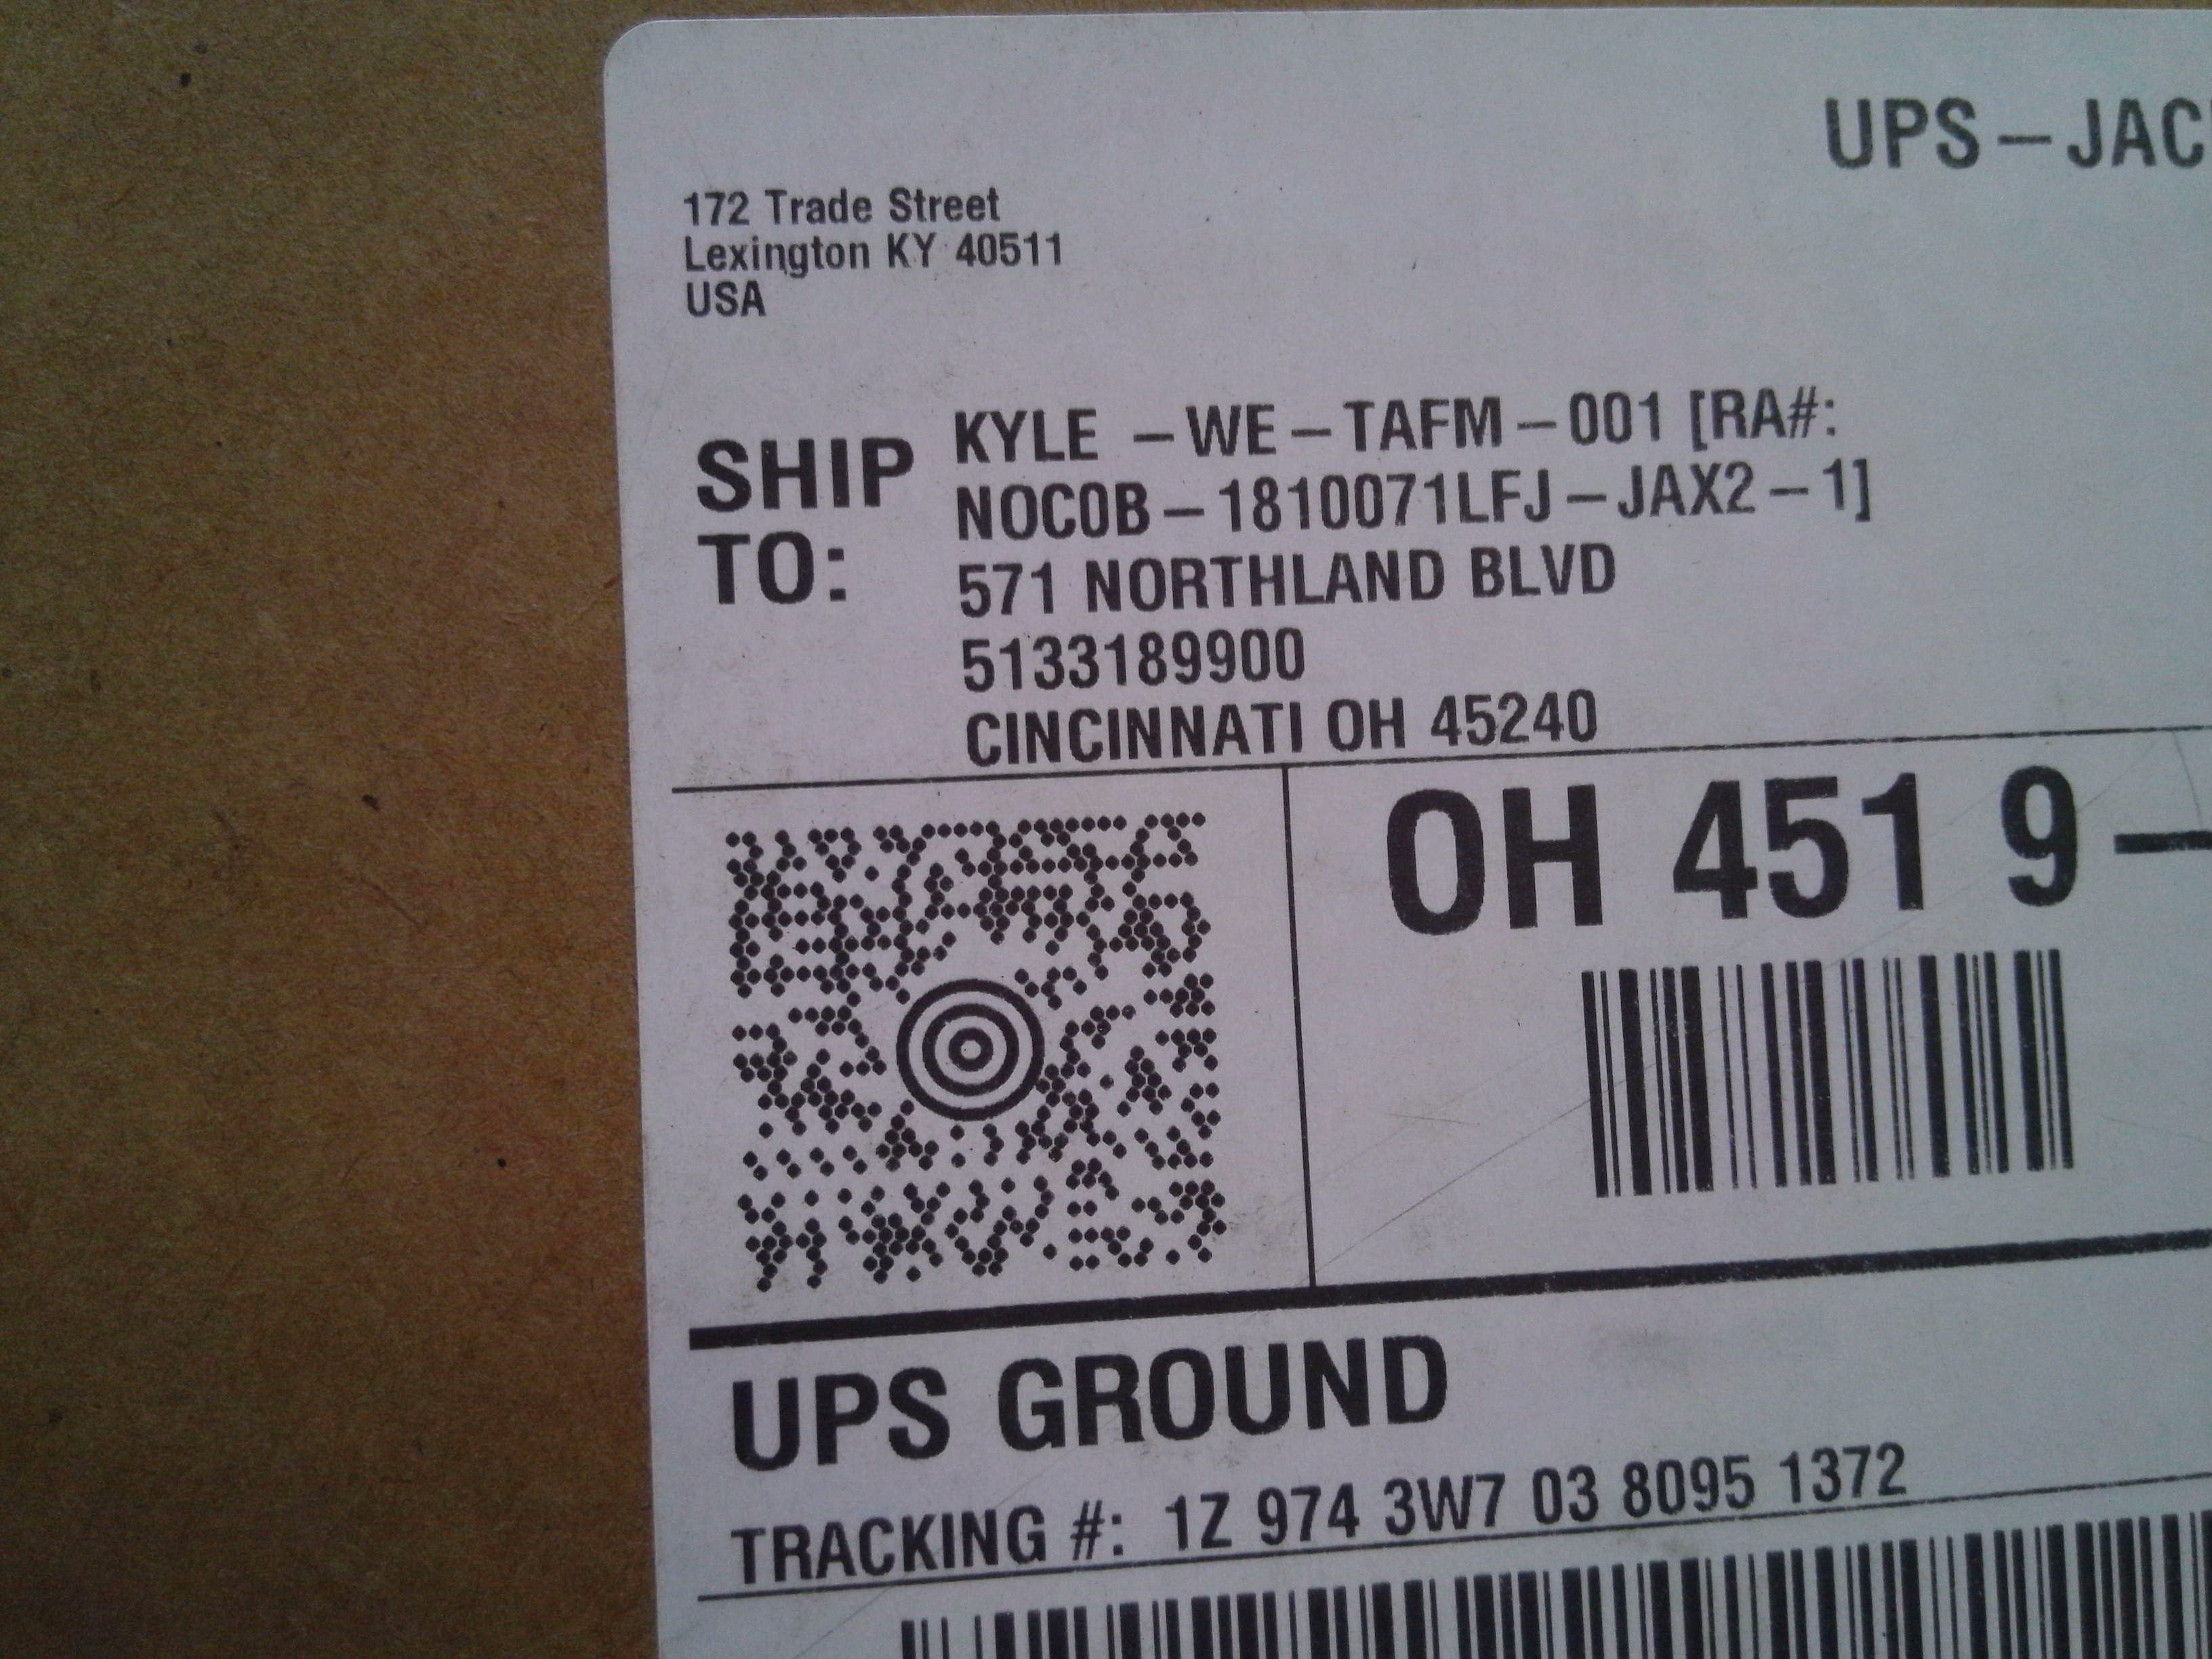 UPS – JAC
172 Trade Street
Lexington KY 40511
USA
SHIP TO:
KYLE – WE – TAFM – 001 [RA#:
NOC0B – 1810071LFJ – JAX2 – 1]
571 NORTHLAND BLVD
5133189900
CINCINNATI OH 45240
OH 451 9 –
UPS GROUND
TRACKING #: 1Z 974 3W7 03 8095 1372